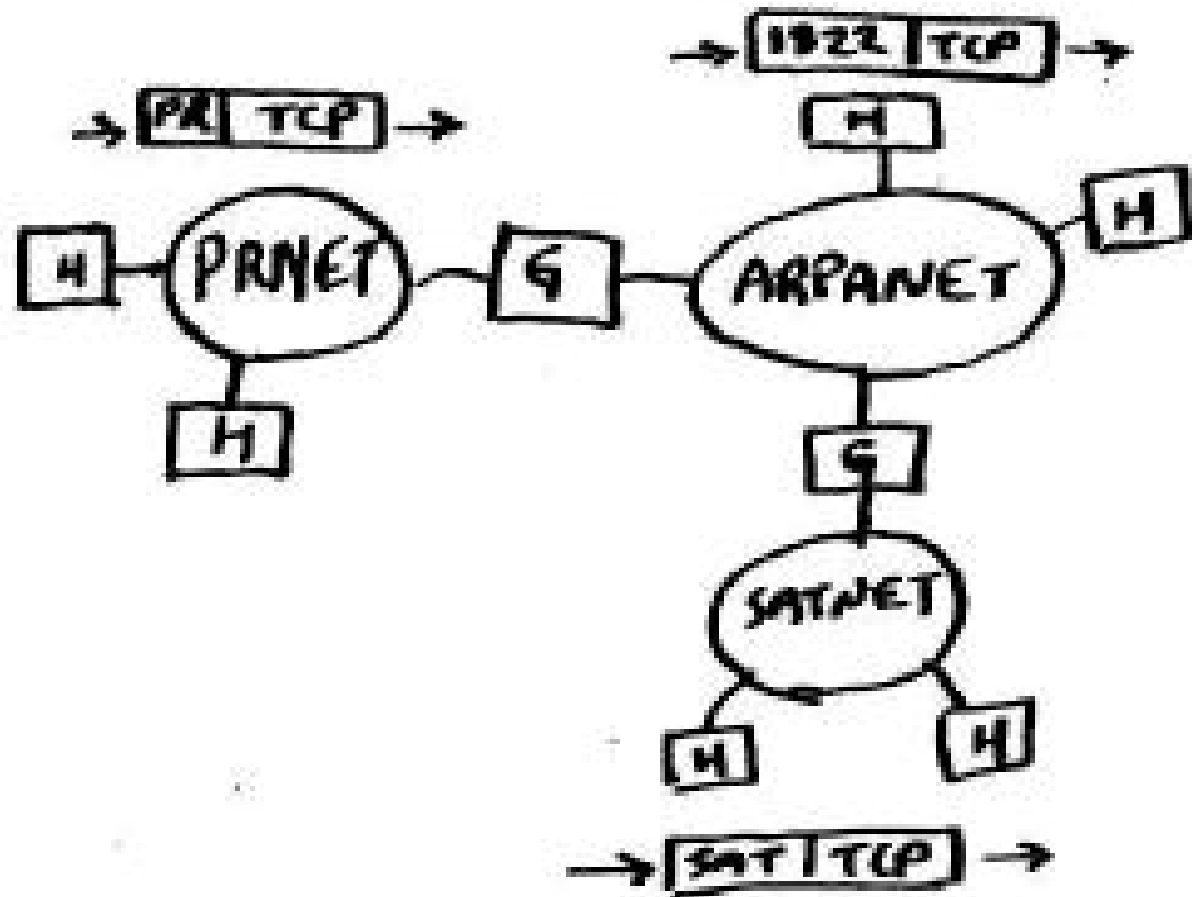 1822 TCP
PR TCP
H
H
H PRNET G ARPANET
H
G
SATNET
H H
SAT TCP